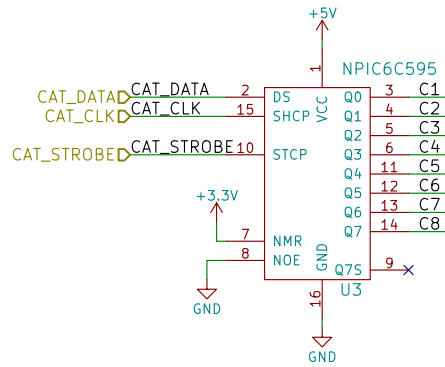 +5V
NPIC6C595
1
VCC
CAT_DATA CAT_DATA 2 DS Q0 3 C1
CAT_CLK CAT_CLK 15 SHCP Q1 4 C2
Q2 5 C3
CAT_STROBE CAT_STROBE 10 STCP Q3 6 C4
Q4 11 C5
Q5 12 C6
+3.3V
Q6 13 C7
Q7 14 C8
7 NMR
8 NOE
GND
Q7S 9
16
U3
GND
GND